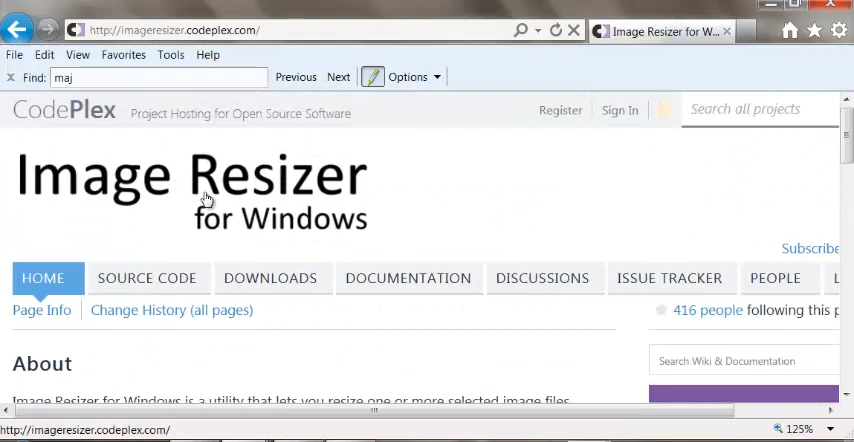 http://imageresizer.codeplex.com/
Image Resizer for W...
File Edit View Favorites Tools Help
Find: maj Previous Next Options
CodePlex Project Hosting for Open Source Software Register Sign In Search all projects
Image Resizer
for Windows
Subscribe
HOME SOURCE CODE DOWNLOADS DOCUMENTATION DISCUSSIONS ISSUE TRACKER PEOPLE L
Page Info Change History (all pages) 416 people following this p
About
Search Wiki & Documentation
Image Resizer for Windows is a utility that lets you resize one or more selected image files
http://imageresizer.codeplex.com/ 125%